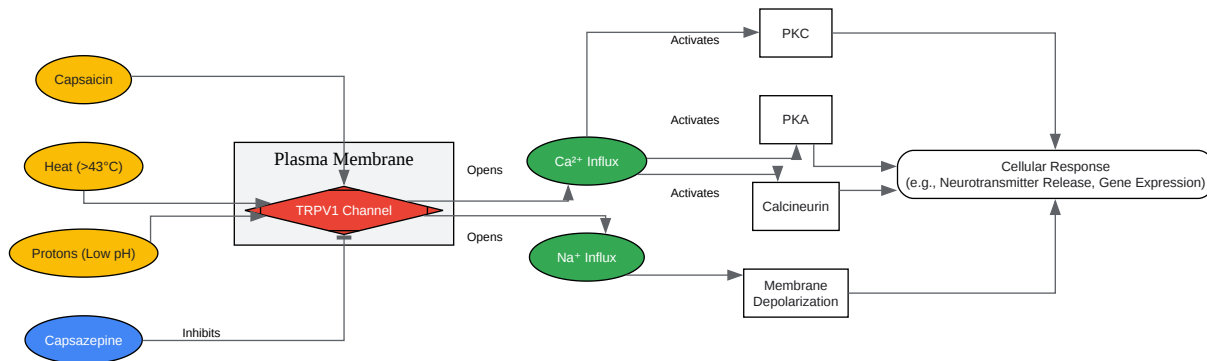 Capsaicin
Heat (>43°C)
Protons (Low pH)
Capsazepine
Inhibits
Plasma Membrane
TRPV1 Channel
Opens
Opens
Ca²⁺ Influx
Na⁺ Influx
Activates
Activates
Activates
PKC
PKA
Calcineurin
Membrane
Depolarization
Cellular Response
(e.g., Neurotransmitter Release, Gene Expression)